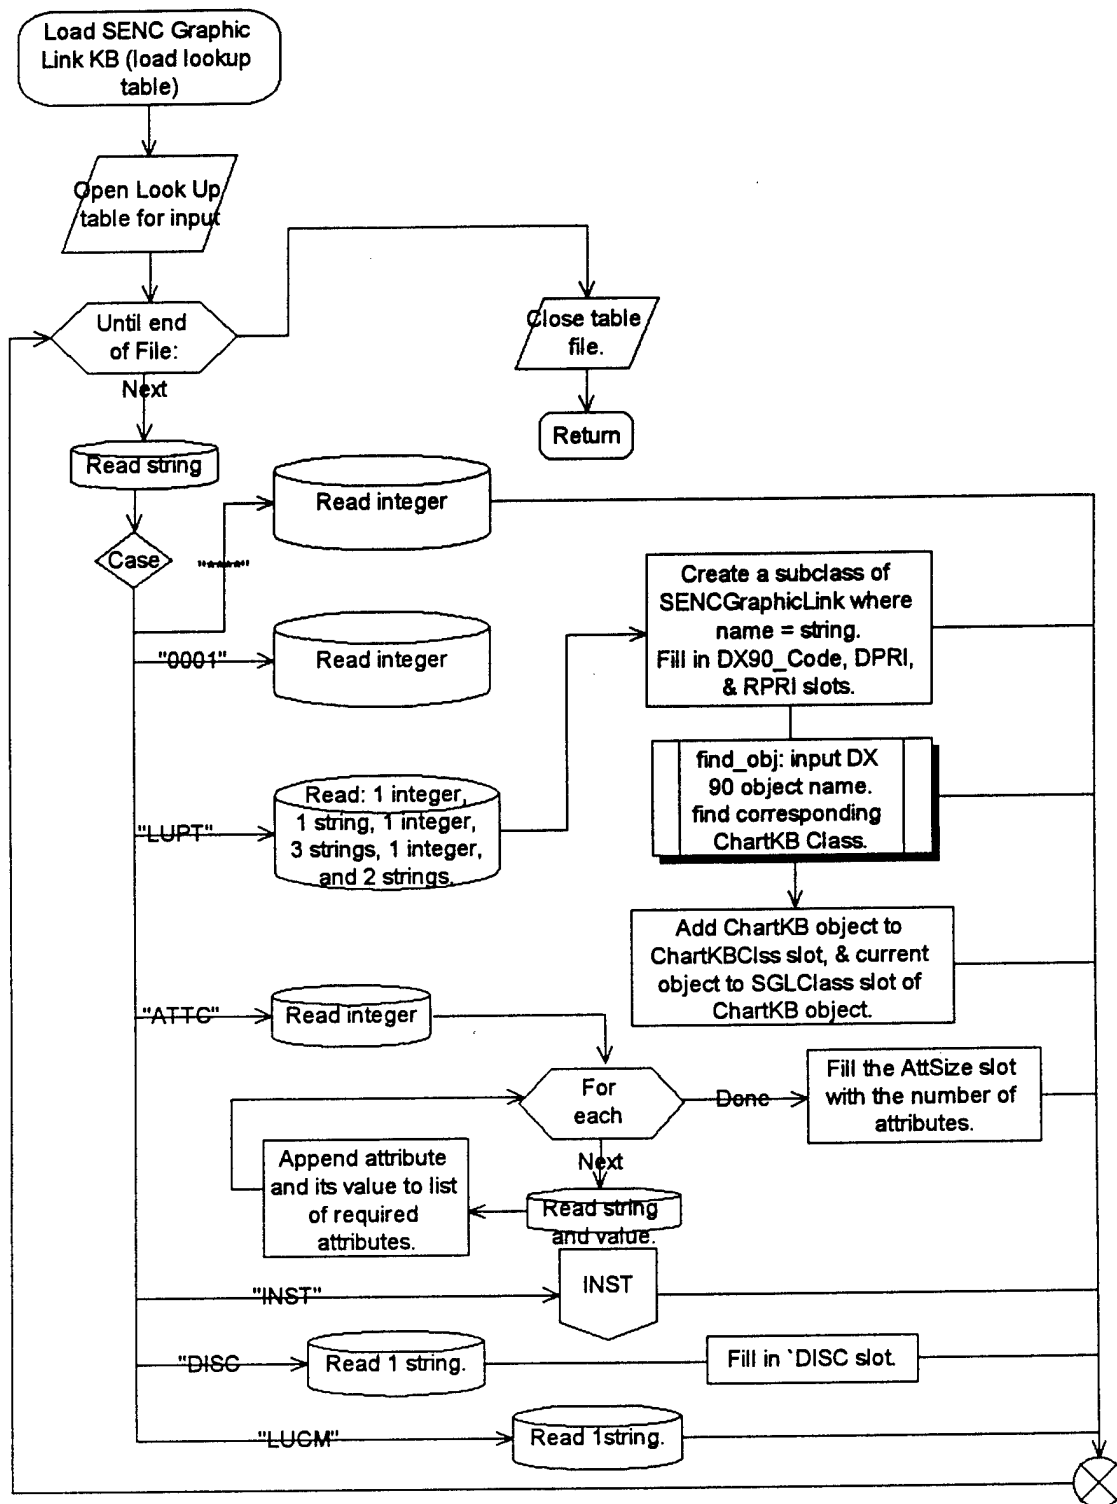 Load SENC Graphic
Link KB (load lookup
table)
Open Look Up
table for input
Until end
of File:
Next
Close table
file.
Return
Read string
Case
"****"
Read integer
"0001"
Read integer
"LUPT"
Read: 1 integer,
1 string, 1 integer,
3 strings, 1 integer,
and 2 strings.
Create a subclass of
SENCGraphicLink where
name = string.
Fill in DX90_Code, DPRI,
& RPRI slots.
find_obj: input DX
90 object name.
find corresponding
ChartKB Class.
Add ChartKB object to
ChartKBClss slot, & current
object to SGLClass slot of
ChartKB object.
"ATTC"
Read integer
For
each
Done
Fill the AttSize slot
with the number of
attributes.
Next
Read string
and value.
Append attribute
and its value to list
of required
attributes.
"INST"
INST
"DISC
Read 1 string.
Fill in `DISC slot.
"LUCM"
Read 1string.